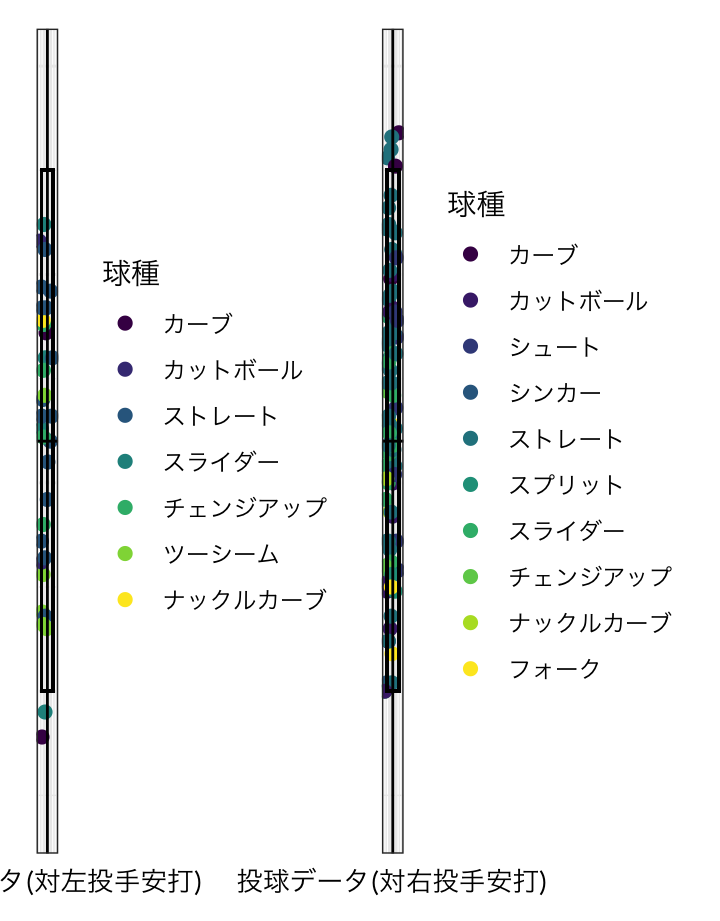 球種
カーブ
カットボール
ストレート
スライダー
チェンジアップ
ツーシーム
ナックルカーブ
タ(対左投手安打)
球種
カーブ
カットボール
シュート
シンカー
ストレート
スプリット
スライダー
チェンジアップ
ナックルカーブ
フォーク
投球データ(対右投手安打)